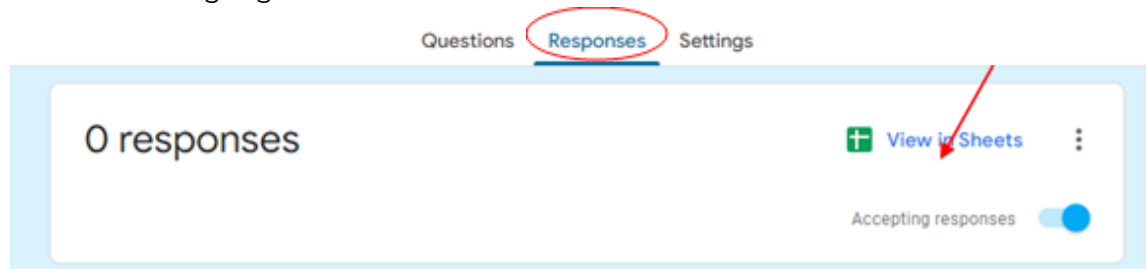 Questions Responses Settings
0 responses
View in Sheets
Accepting responses